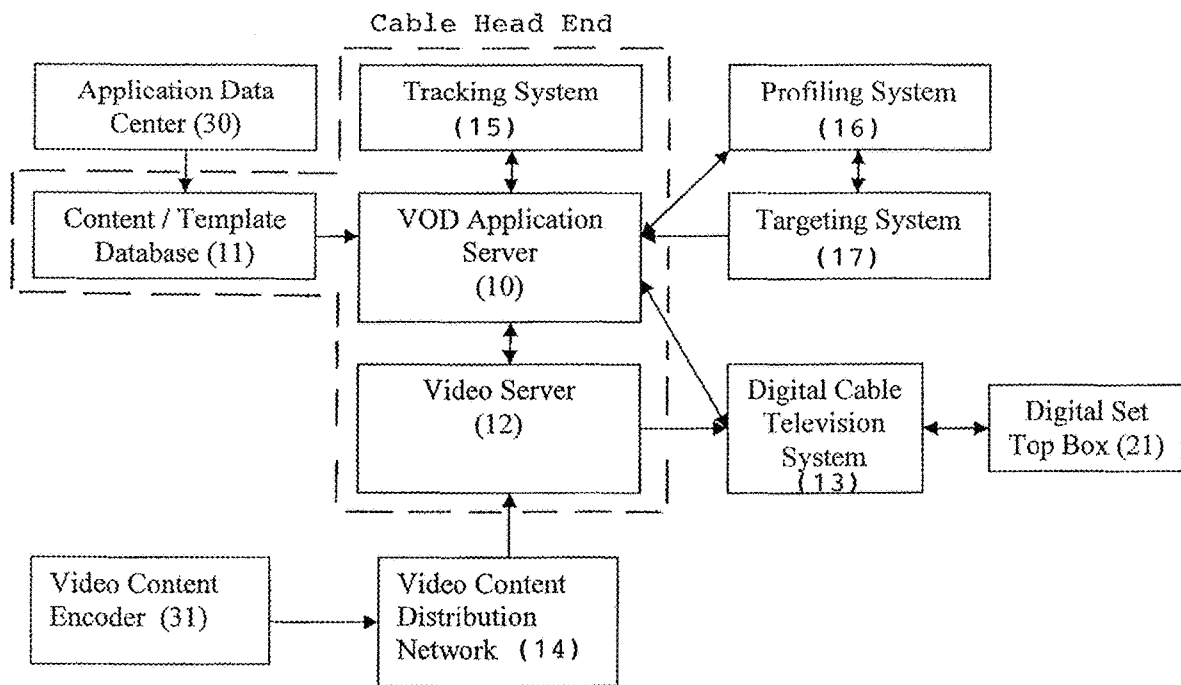 Cable Head End
Application Data
Center (30)
Tracking System
(15)
Profiling System
(16)
Content / Template
Database (11)
VOD Application
Server
(10)
Targeting System
(17)
Video Server
(12)
Digital Cable
Television
System
(13)
Digital Set
Top Box (21)
Video Content
Encoder (31)
Video Content
Distribution
Network (14)